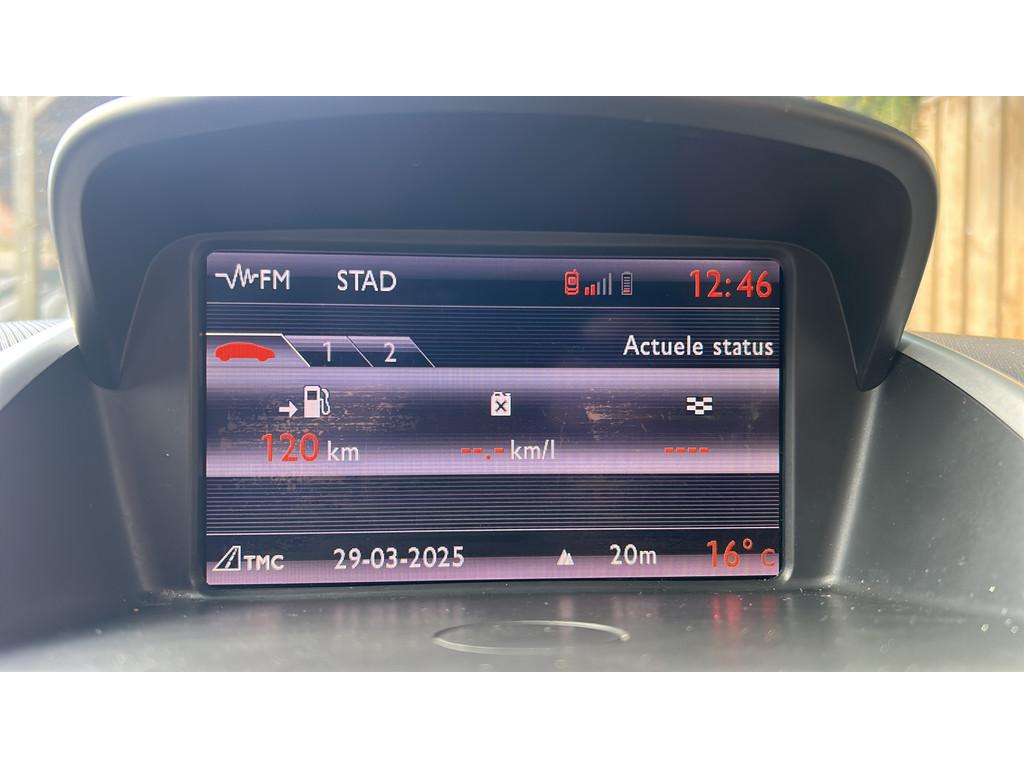 FM STAD 12:46
1 2 Actuele status
120 km --.- km/l ----
TMC 29-03-2025 20m 16° C